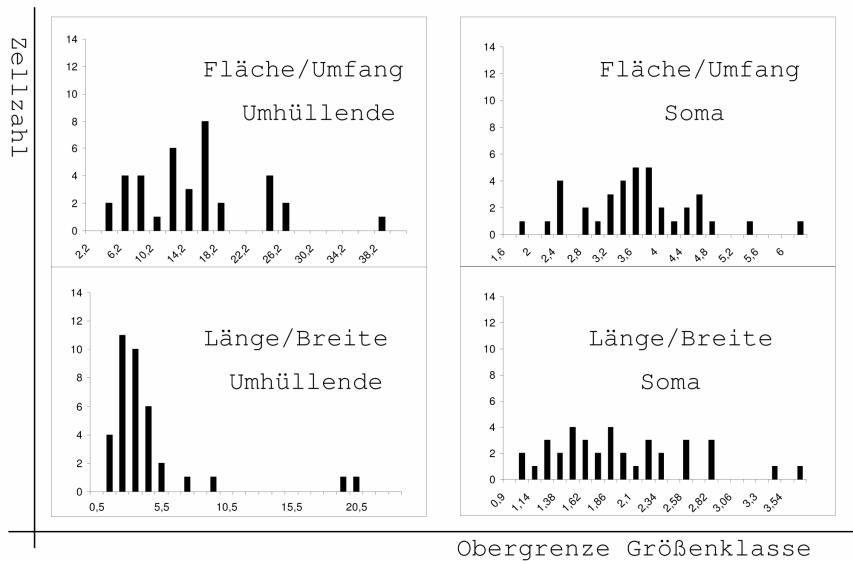 Zellzahl
Fläche/Umfang
Umhüllende
14
12
10
8
6
4
2
0
2,2 6,2 10,2 14,2 18,2 22,2 26,2 30,2 34,2 38,2
Fläche/Umfang
Soma
14
12
10
8
6
4
2
0
1,6 2 2,4 2,8 3,2 3,6 4 4,4 4,8 5,2 5,6 6
Länge/Breite
Umhüllende
14
12
10
8
6
4
2
0
0,5 5,5 10,5 15,5 20,5
Länge/Breite
Soma
14
12
10
8
6
4
2
0
0,9 1,14 1,38 1,62 1,86 2,1 2,34 2,58 2,82 3,06 3,3 3,54
Obergrenze Größenklasse